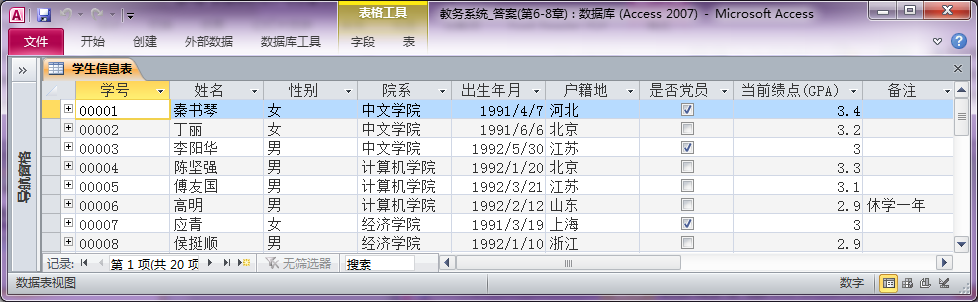 表格工具 教务系统_答案(第6-8章) : 数据库 (Access 2007) - Microsoft Access
文件 开始 创建 外部数据 数据库工具 字段 表
» 学生信息表
学号 姓名 性别 院系 出生年月 户籍地 是否党员 当前绩点(GPA) 备注
00001 秦书琴 女 中文学院 1991/4/7 河北 3.4
00002 丁丽 女 中文学院 1991/6/6 北京 3.2
00003 李阳华 男 中文学院 1992/5/30 江苏 3
00004 陈坚强 男 计算机学院 1992/1/20 北京 3.3
00005 傅友国 男 计算机学院 1992/3/21 江苏 3.1
00006 高明 男 计算机学院 1992/2/12 山东 2.9 休学一年
00007 应青 女 经济学院 1991/3/19 上海 3
00008 侯挺顺 男 经济学院 1992/1/10 浙江 2.9
导航窗格
记录: 第 1 项(共 20 项 无筛选器 搜索
数据表视图 数字